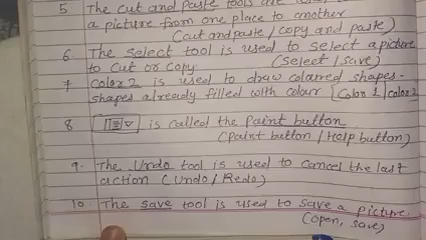 5 The cut and paste tools are
a picture from one place to another
(cut and paste / copy and paste)
6. The select tool is used to select a picture
to cut or copy. (select / save)
7 Color 2 is used to draw colared shapes-
shapes already filled with colour [Color 1 / color 2
8 is called the Paint button
(Paint button / Help button)
9. The Undo tool is used to cancel the last
action (Undo / Redo)
10. The save tool is used to save a picture.
(open, save)